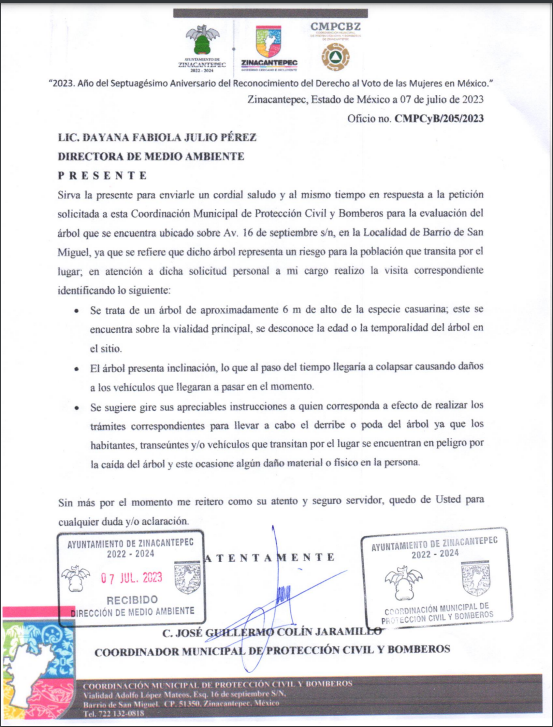 AYUNTAMIENTO DE
ZINACANTEPEC
2022 - 2024
ZINACANTEPEC
CMPCBZ
"2023. Año del Septuagésimo Aniversario del Reconocimiento del Derecho al Voto de las Mujeres en México."
Zinacantepec, Estado de México a 07 de julio de 2023
Oficio no. CMPCyB/205/2023
LIC. DAYANA FABIOLA JULIO PÉREZ
DIRECTORA DE MEDIO AMBIENTE
P R E S E N T E
Sirva la presente para enviarle un cordial saludo y al mismo tiempo en respuesta a la petición
solicitada a esta Coordinación Municipal de Protección Civil y Bomberos para la evaluación del
árbol que se encuentra ubicado sobre Av. 16 de septiembre s/n, en la Localidad de Barrio de San
Miguel, ya que se refiere que dicho árbol representa un riesgo para la población que transita por el
lugar; en atención a dicha solicitud personal a mi cargo realizo la visita correspondiente
identificando lo siguiente:
• Se trata de un árbol de aproximadamente 6 m de alto de la especie casuarina; este se
encuentra sobre la vialidad principal, se desconoce la edad o la temporalidad del árbol en
el sitio.
• El árbol presenta inclinación, lo que al paso del tiempo llegaría a colapsar causando daños
a los vehículos que llegaran a pasar en el momento.
• Se sugiere gire sus apreciables instrucciones a quien corresponda a efecto de realizar los
trámites correspondientes para llevar a cabo el derribe o poda del árbol ya que los
habitantes, transeúntes y/o vehículos que transitan por el lugar se encuentran en peligro por
la caída del árbol y este ocasione algún daño material o físico en la persona.
Sin más por el momento me reitero como su atento y seguro servidor, quedo de Usted para
cualquier duda y/o aclaración.
AYUNTAMIENTO DE ZINACANTEPEC
2022 - 2024
07 JUL. 2023
RECIBIDO
DIRECCIÓN DE MEDIO AMBIENTE
A T E N T A M E N T E
AYUNTAMIENTO DE ZINACANTEPEC
2022 - 2024
COORDINACIÓN MUNICIPAL DE
PROTECCIÓN CIVIL Y BOMBEROS
C. JOSÉ GUILLERMO COLÍN JARAMILLO
COORDINADOR MUNICIPAL DE PROTECCIÓN CIVIL Y BOMBEROS
COORDINACIÓN MUNICIPAL DE PROTECCIÓN CIVIL Y BOMBEROS
Vialidad Adolfo López Mateos, Esq. 16 de septiembre S/N,
Barrio de San Miguel. CP. 51350, Zinacantepec. México
Tel. 722 132-0818